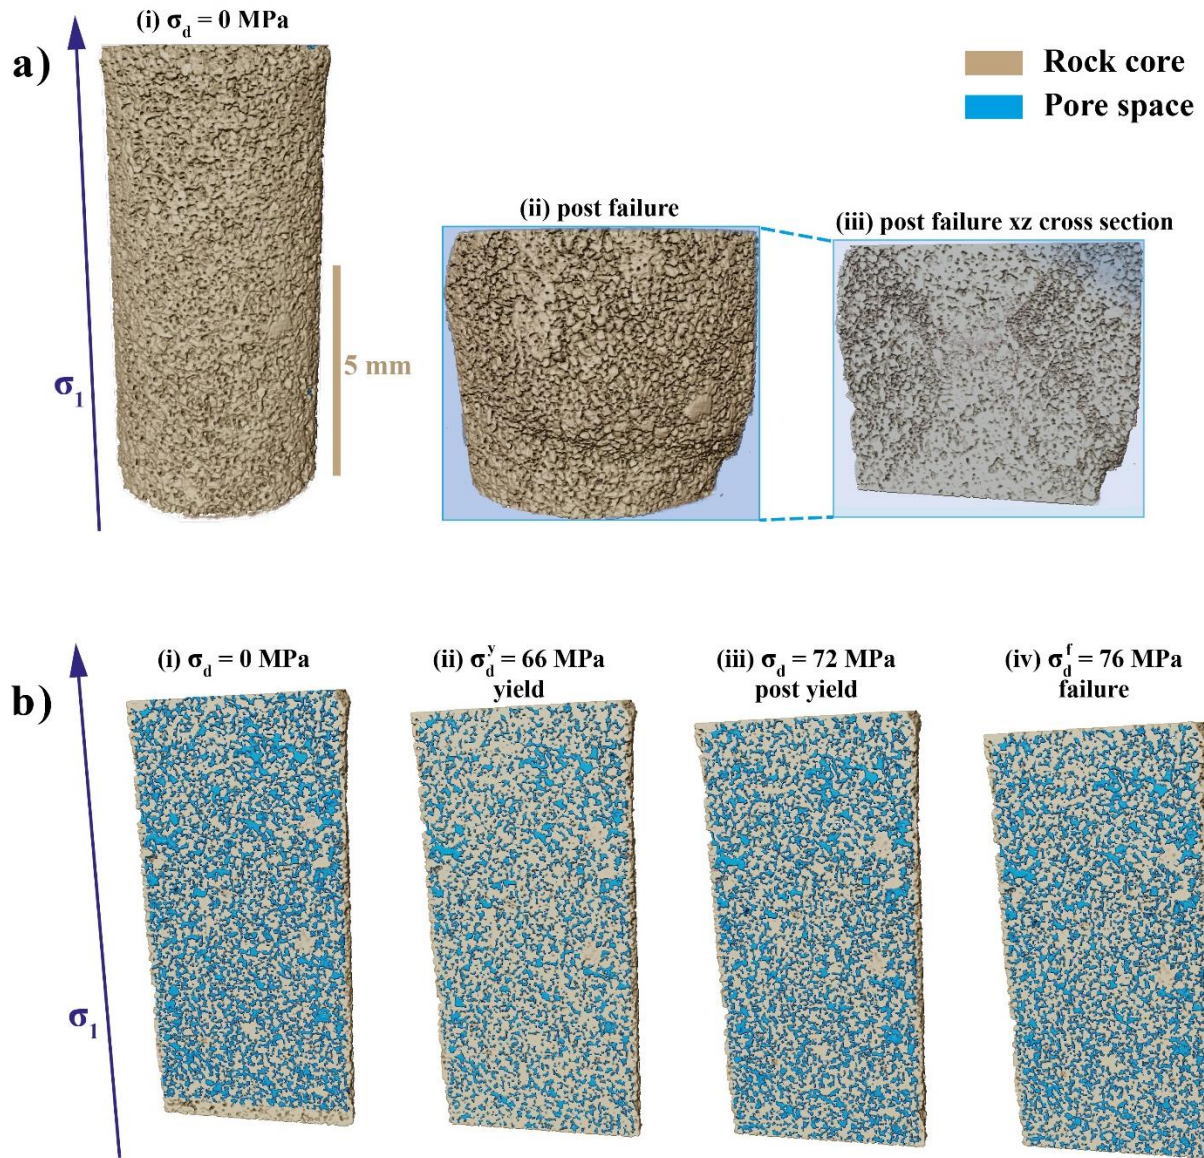 (i) σd = 0 MPa
a)
Rock core
Pore space
(ii) post failure
(iii) post failure xz cross section
5 mm
σ1
(i) σd = 0 MPa
(ii) σdy = 66 MPa
yield
(iii) σd = 72 MPa
post yield
(iv) σdf = 76 MPa
failure
b)
σ1